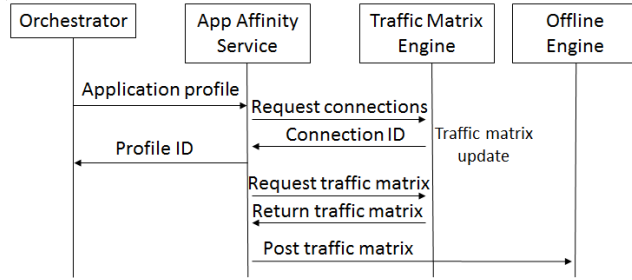 Orchestrator
App Affinity
Service
Traffic Matrix
Engine
Offline
Engine
Application profile
Request connections
Connection ID
Traffic matrix
update
Profile ID
Request traffic matrix
Return traffic matrix
Post traffic matrix